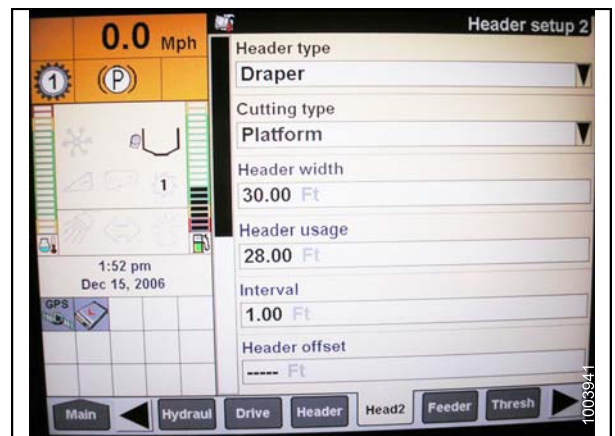 0.0 Mph
Header setup 2
1
(P)
Header type
Draper
Cutting type
Platform
Header width
30.00 Ft
1
Header usage
28.00 Ft
1:52 pm
Dec 15, 2006
Interval
1.00 Ft
GPS
Header offset
----- Ft
Main
Hydraul
Drive
Header
Head2
Feeder
Thresh
1003941